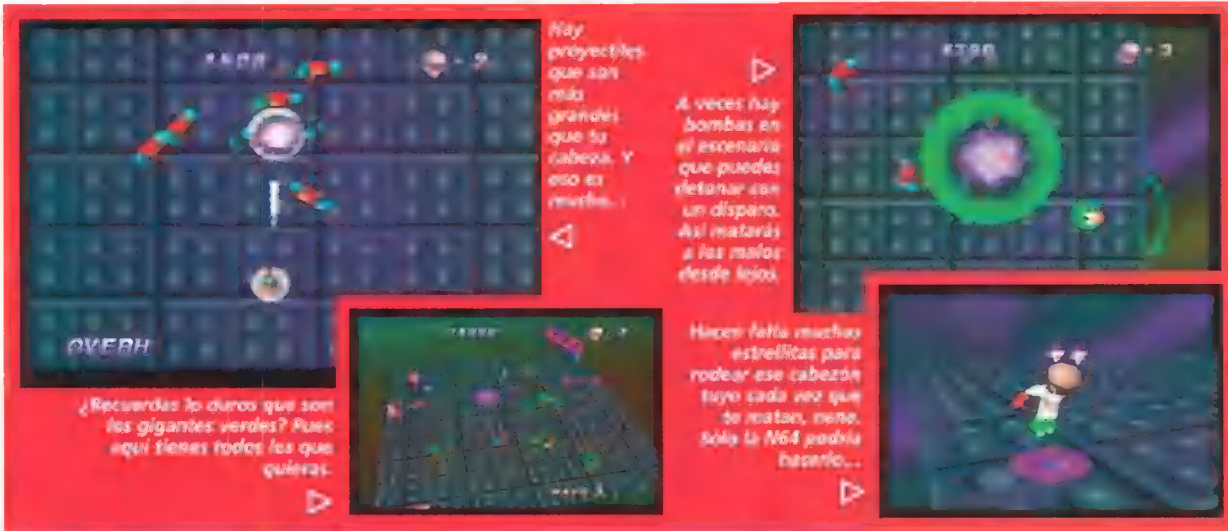 Hay
proyectiles
que son
más
grandes
que tu
cabeza. Y
eso es
mucho...
A veces hay
bombas en
el escenario
que puedes
detonar con
un disparo.
Así matarás
a los malos
desde lejos.
OVERH
¿Recuerdas lo duros que son
los gigantes verdes? Pues
aquí tienes todos los que
quieras.
Hacen falta muchas
estrellitas para
rodear ese cabezón
tuyo cada vez que
te matan, nene.
Sólo la N64 podría
hacerlo...